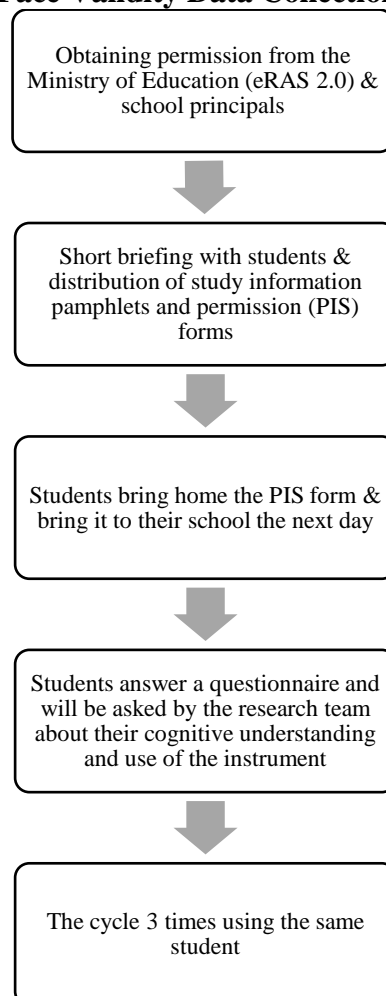 Face Validity Data Collection
Obtaining permission from the
Ministry of Education (eRAS 2.0) &
school principals
Short briefing with students &
distribution of study information
pamphlets and permission (PIS)
forms
Students bring home the PIS form &
bring it to their school the next day
Students answer a questionnaire and
will be asked by the research team
about their cognitive understanding
and use of the instrument
The cycle 3 times using the same
student